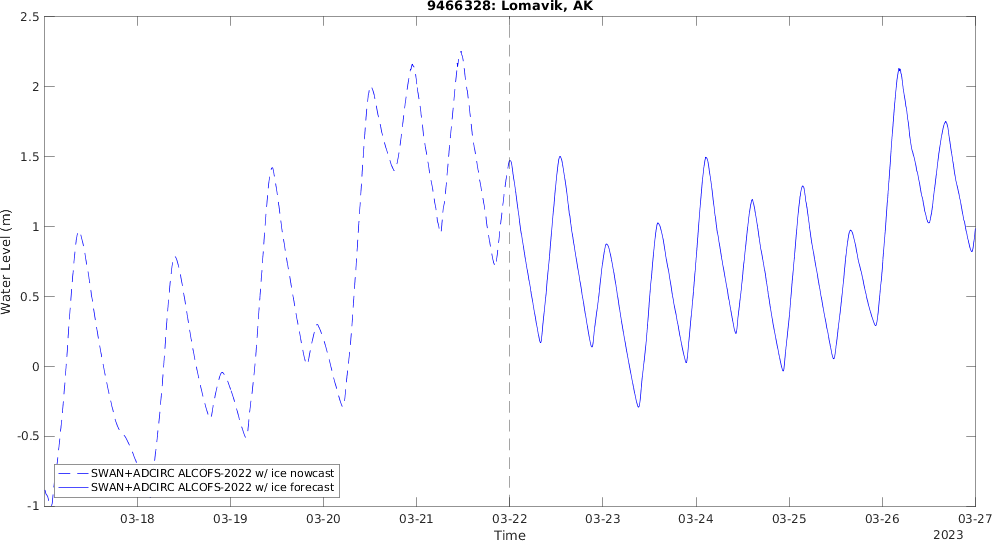 9466328: Lomavik, AK
2.5
2
1.5
1
0.5
0
-0.5
-1
Water Level (m)
SWAN+ADCIRC ALCOFS-2022 w/ ice nowcast
SWAN+ADCIRC ALCOFS-2022 w/ ice forecast
03-18 03-19 03-20 03-21 03-22 03-23 03-24 03-25 03-26 03-27
Time
2023